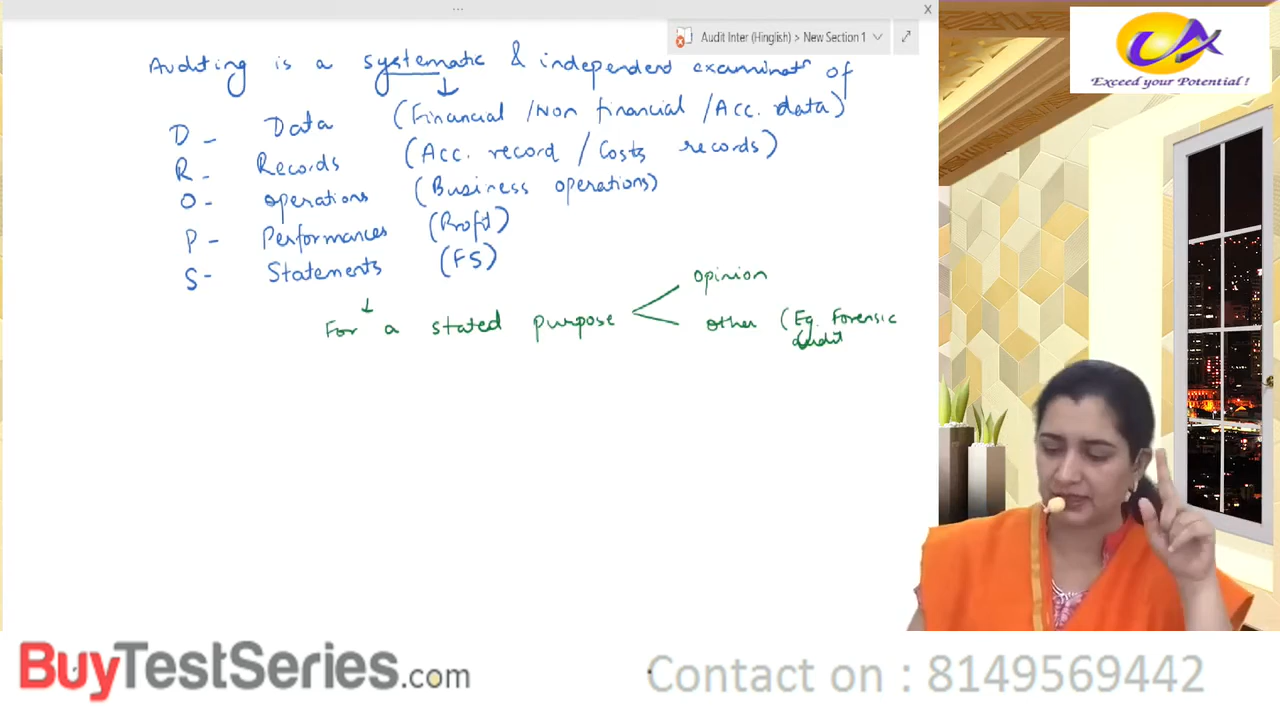 Audit Inter (Hinglish) > New Section 1
Exceed your Potential !
Auditing is a systematic & independent examinatn of
D - Data (Financial / Non financial / Acc. data)
R - Records (Acc. record / Costs records)
O - Operations (Business operations)
P - Performances (Profit)
S - Statements (FS)
Opinion
For a stated purpose
other (Eg. Forensic
Audit
BuyTestSeries.com
Contact on : 8149569442